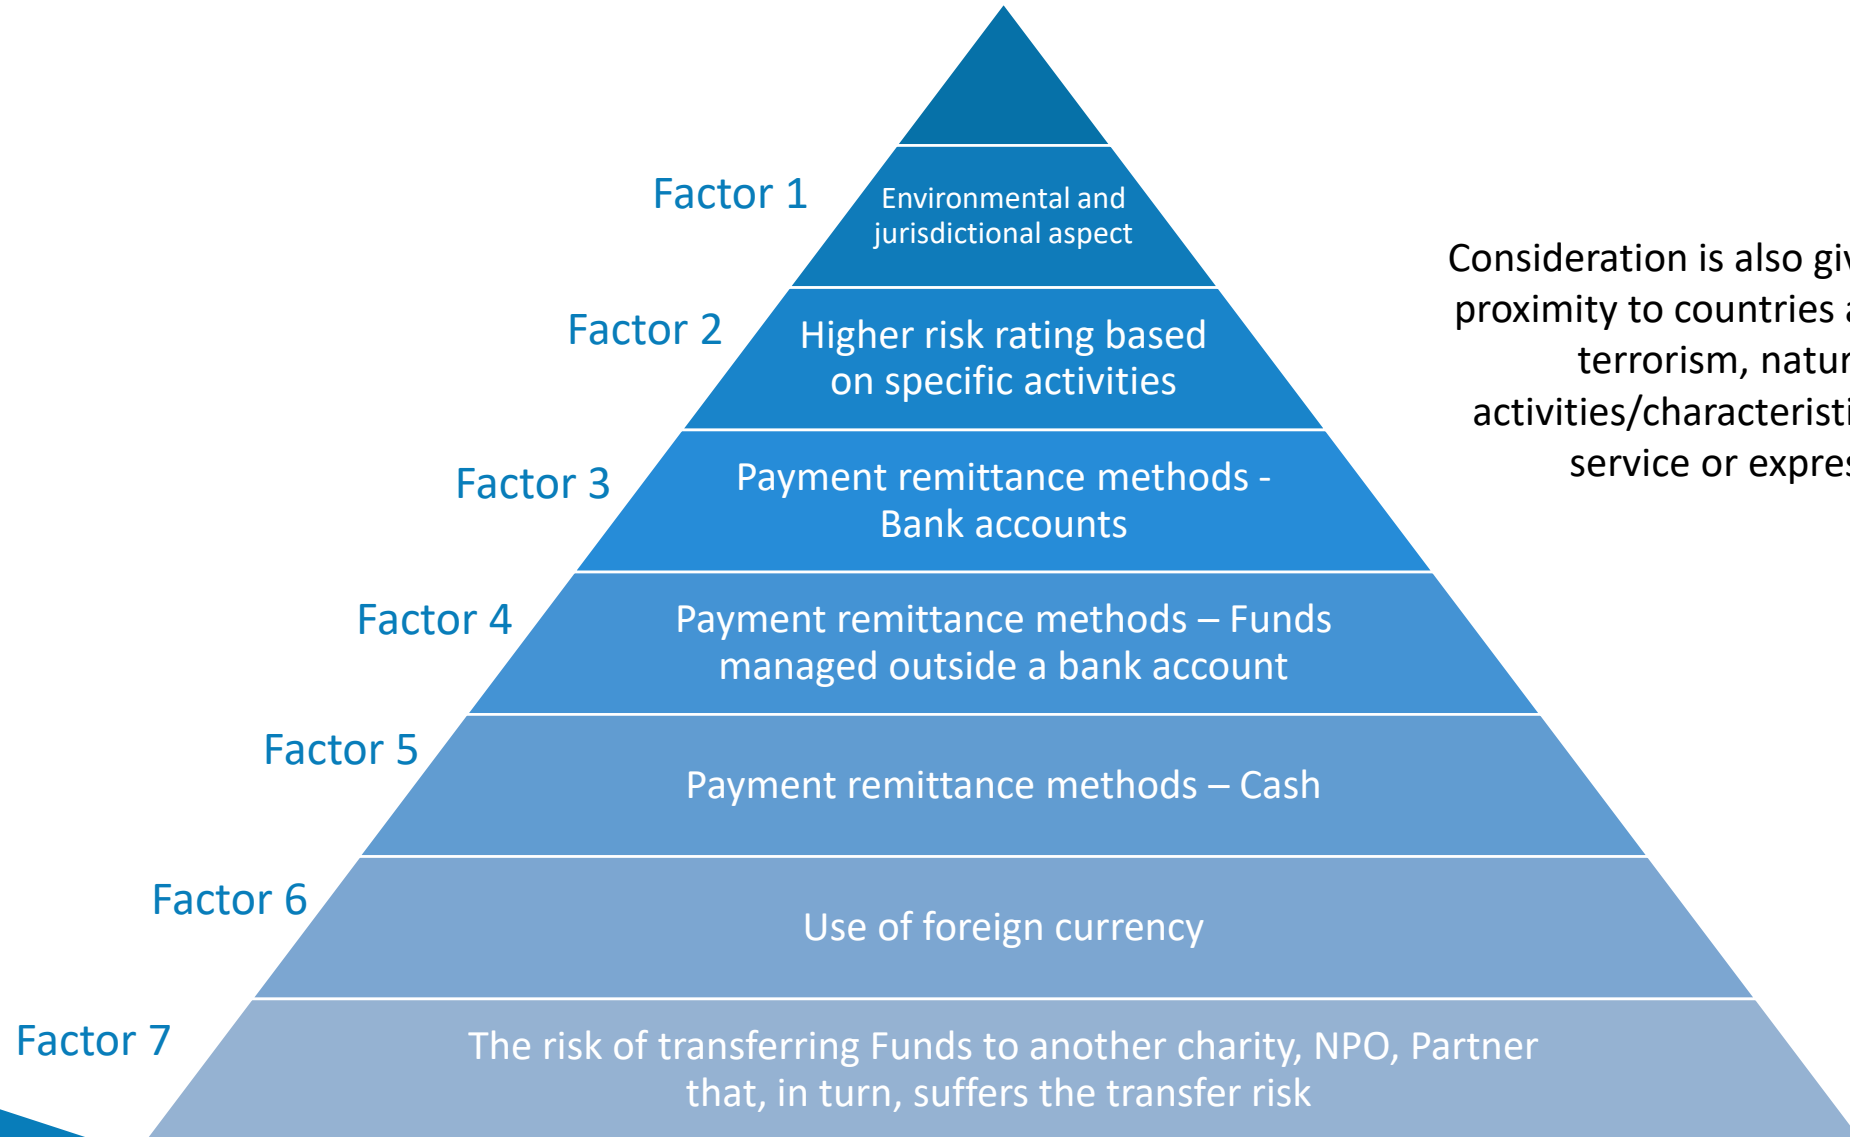 Factor 1
Environmental and
jurisdictional aspect
Factor 2
Higher risk rating based
on specific activities
Factor 3
Payment remittance methods -
Bank accounts
Factor 4
Payment remittance methods – Funds
managed outside a bank account
Factor 5
Payment remittance methods – Cash
Factor 6
Use of foreign currency
Factor 7
The risk of transferring Funds to another charity, NPO, Partner
that, in turn, suffers the transfer risk
Consideration is also
proximity to countries
terrorism,
service or